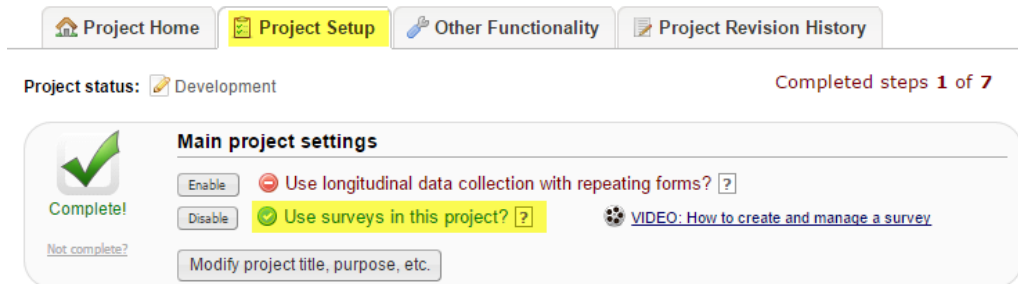 Project Home Project Setup Other Functionality Project Revision History
Project status: Development Completed steps 1 of 7
Main project settings
Enable Use longitudinal data collection with repeating forms? ?
Complete! Disable Use surveys in this project? ? VIDEO: How to create and manage a survey
Not complete? Modify project title, purpose, etc.